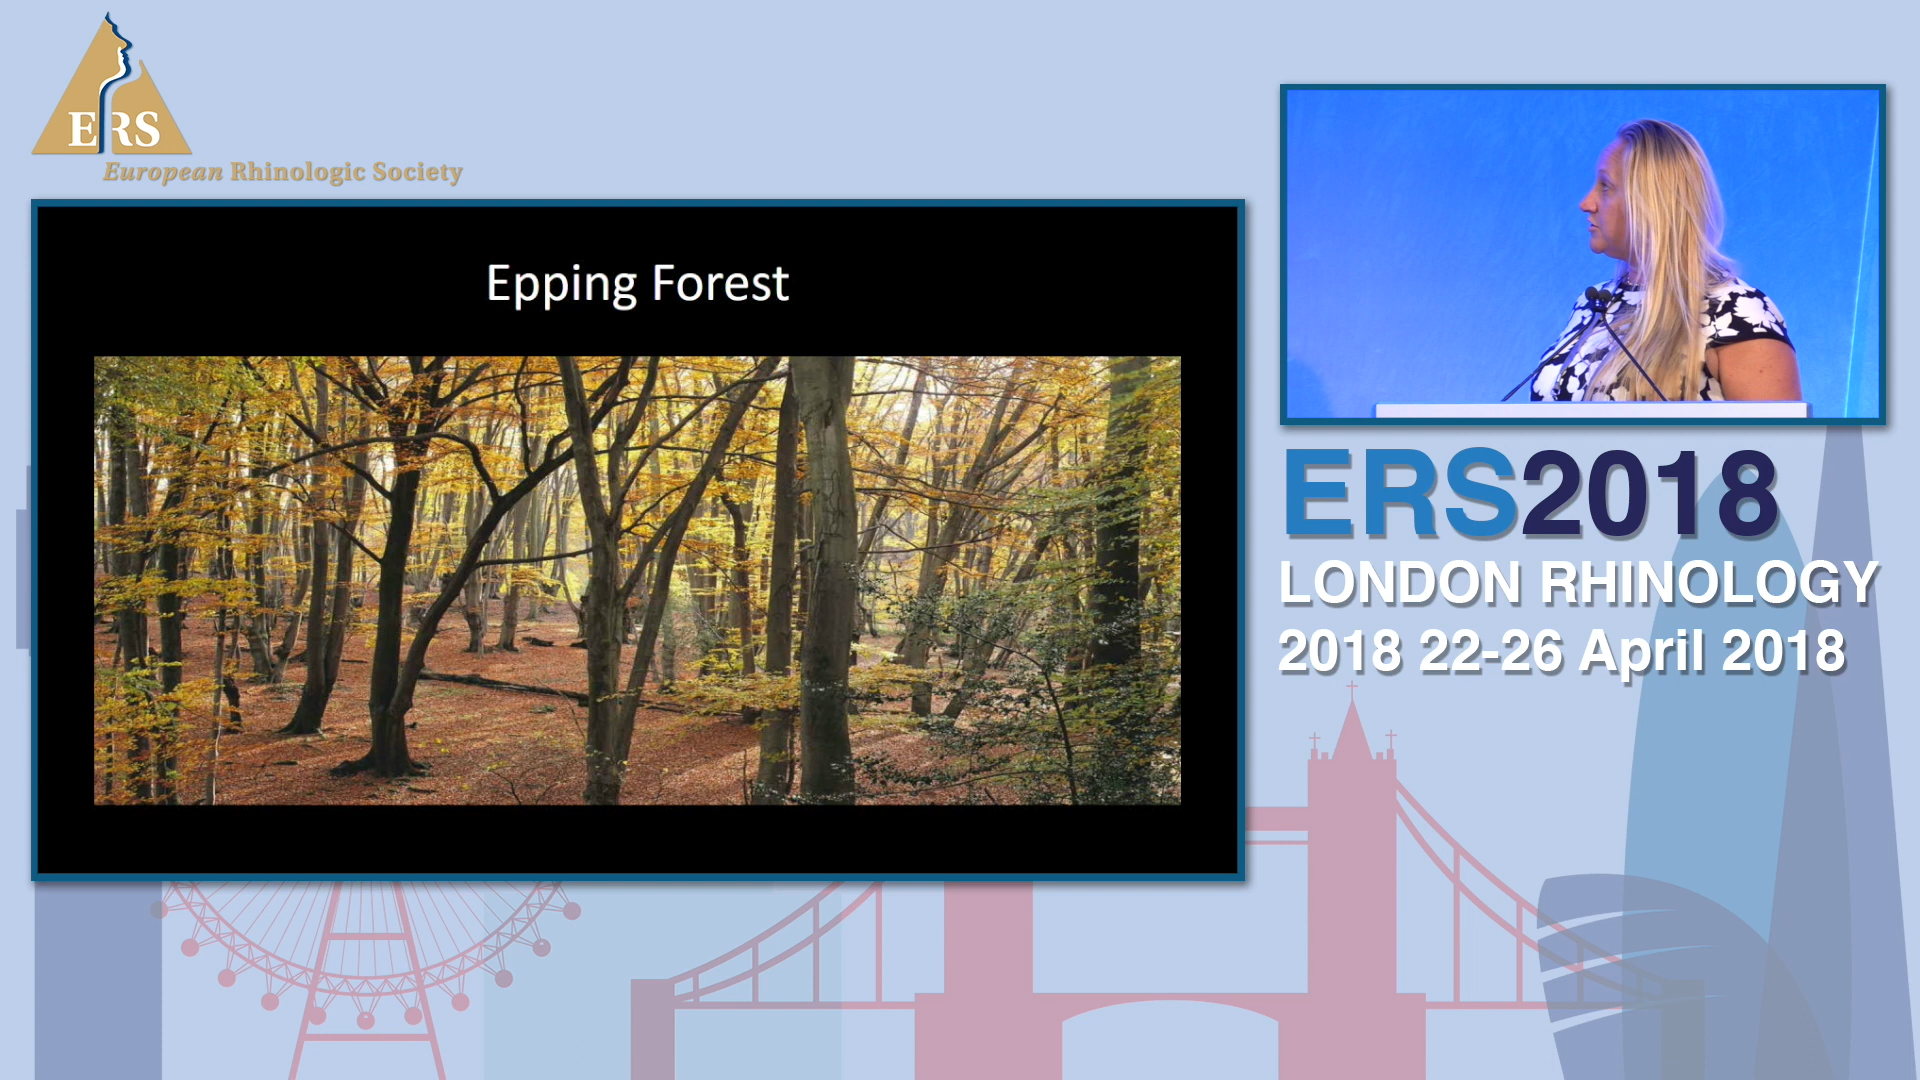 ERS
European Rhinologic Society
Epping Forest
ERS2018
LONDON RHINOLOGY
2018 22-26 April 2018